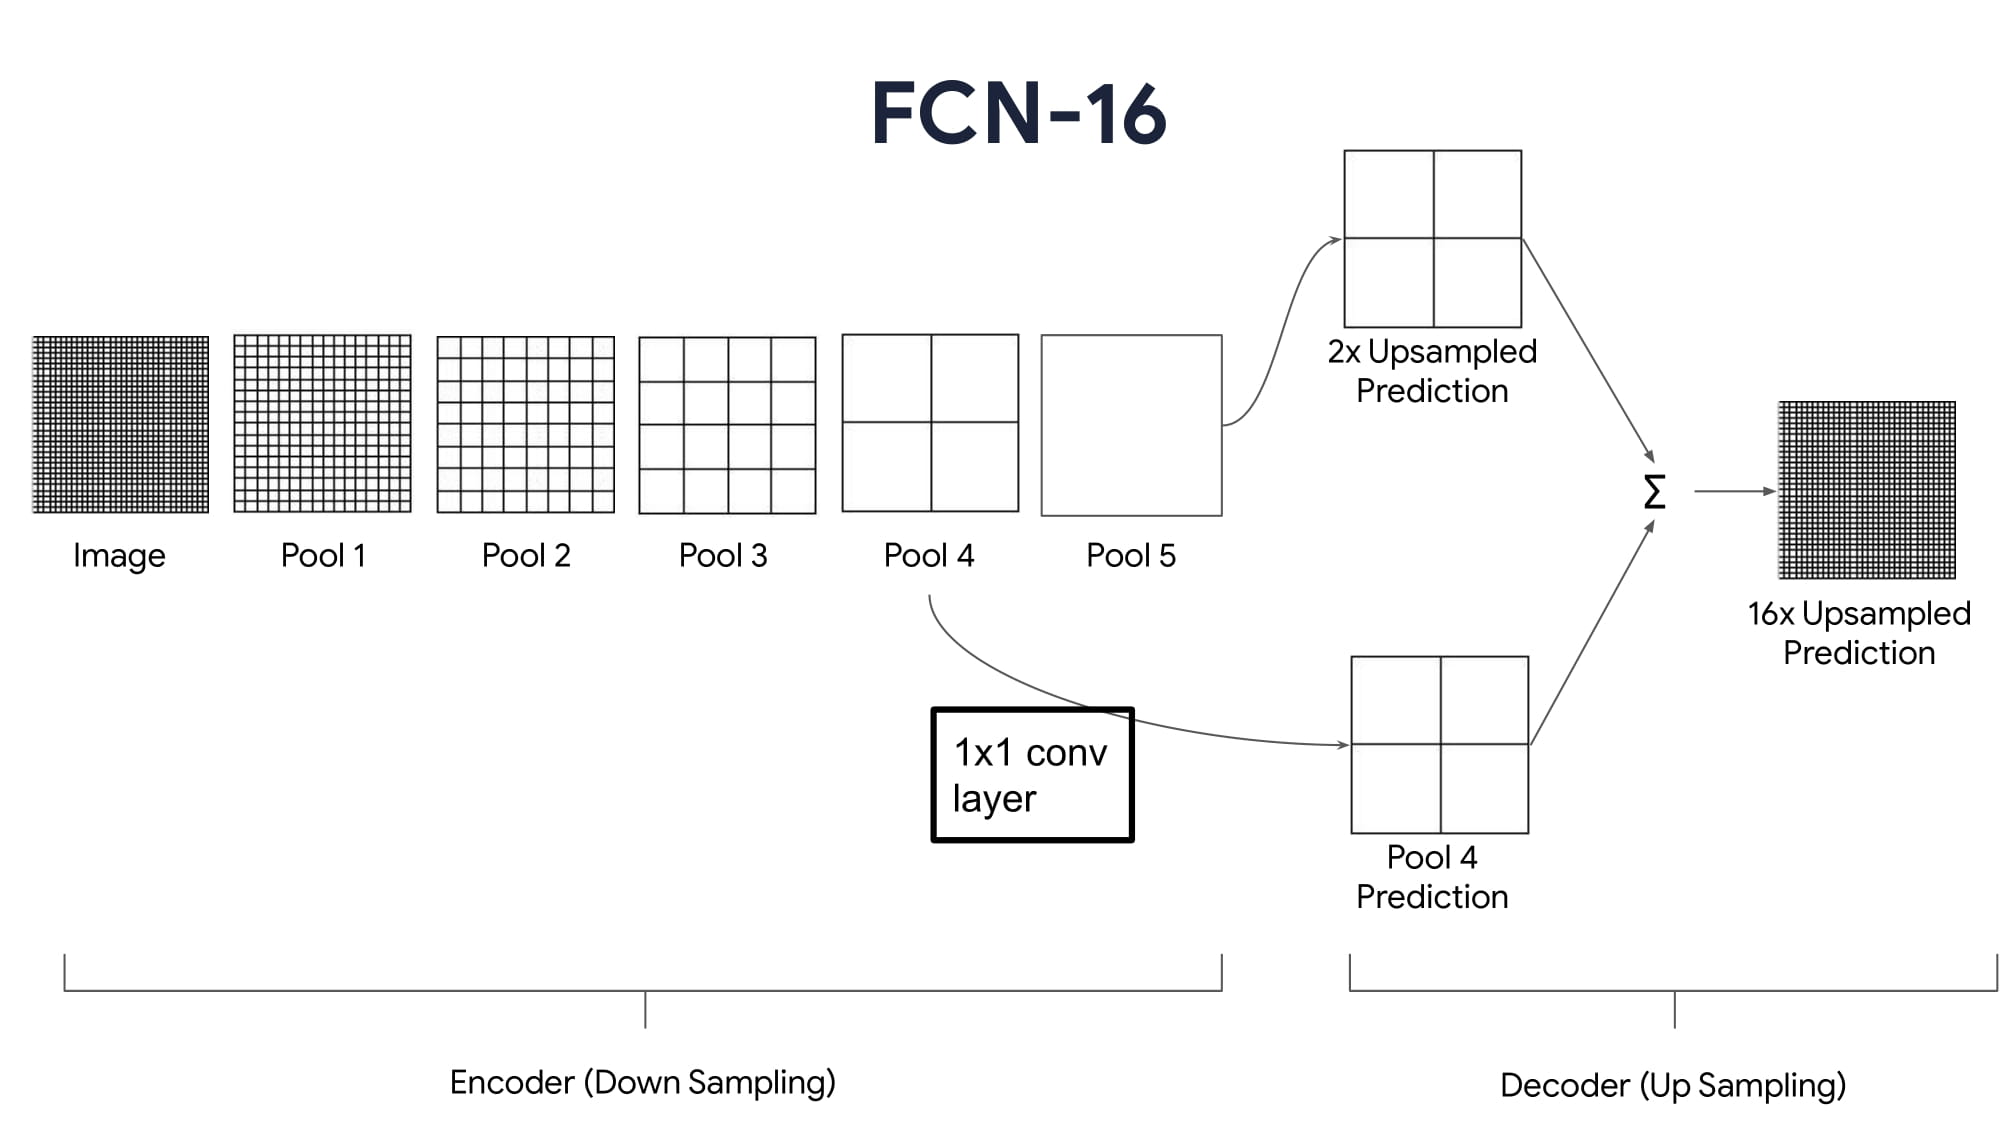 FCN-16
2x Upsampled
Prediction
Σ
Image
Pool 1
Pool 2
Pool 3
Pool 4
Pool 5
16x Upsampled
Prediction
1x1 conv
layer
Pool 4
Prediction
Encoder (Down Sampling)
Decoder (Up Sampling)